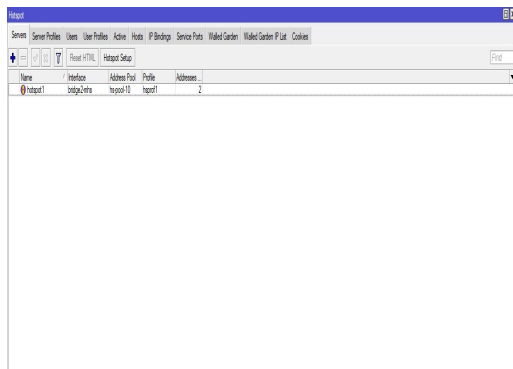 Hotspot
Servers Server Profiles Users User Profiles Active Hosts IP Bindings Service Ports Walled Garden Walled Garden IP List Cookies
Reset HTML Hotspot Setup Find
Name Interface Address Pool Profile Addresses ...
hotspot1 bridge2-mhs hs-pool-10 hsprof1 2